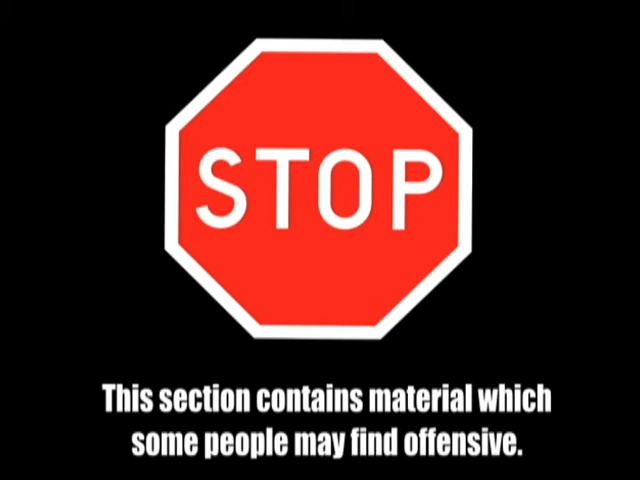 STOP
This section contains material which
some people may find offensive.